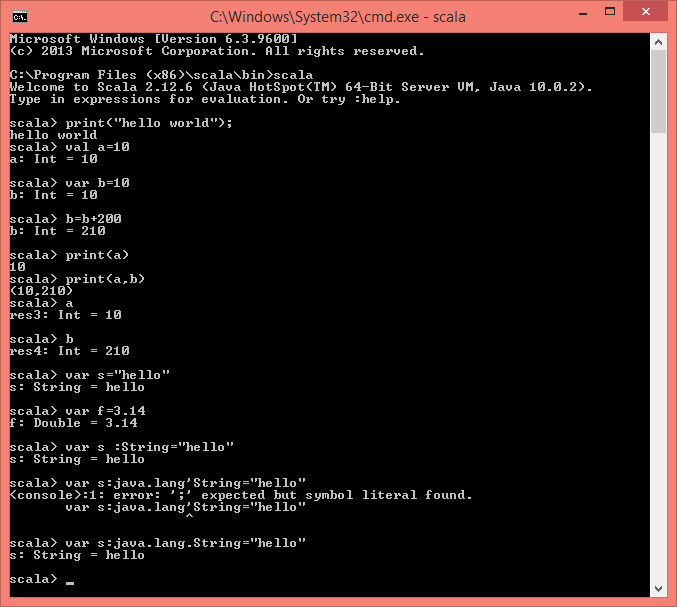 C:\Windows\System32\cmd.exe - scala
Microsoft Windows [Version 6.3.9600]
(c) 2013 Microsoft Corporation. All rights reserved.
C:\Program Files (x86)\scala\bin>scala
Welcome to Scala 2.12.6 (Java HotSpot(TM) 64-Bit Server VM, Java 10.0.2).
Type in expressions for evaluation. Or try :help.
scala> print("hello world");
hello world
scala> val a=10
a: Int = 10
scala> var b=10
b: Int = 10
scala> b=b+200
b: Int = 210
scala> print(a)
10
scala> print(a,b)
(10,210)
scala> a
res3: Int = 10
scala> b
res4: Int = 210
scala> var s="hello"
s: String = hello
scala> var f=3.14
f: Double = 3.14
scala> var s :String="hello"
s: String = hello
scala> var s:java.lang'String="hello"
<console>:1: error: ';' expected but symbol literal found.
       var s:java.lang'String="hello"
                      ^
scala> var s:java.lang.String="hello"
s: String = hello
scala> _